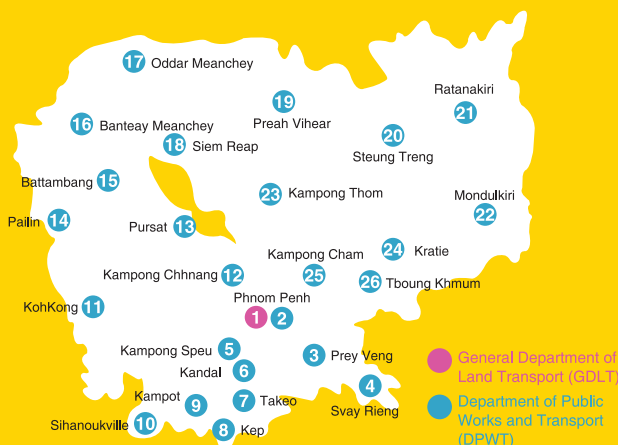 17 Oddar Meanchey
Ratanakiri
21
19
Preah Vihear
16 Banteay Meanchey
18 Siem Reap
20
Steung Treng
Battambang 15
23 Kampong Thom
Mondulkiri
22
Pailin 14
Pursat 13
Kampong Cham
25
24 Kratie
Kampong Chhnang 12
26 Tboung Khmum
Phnom Penh
1 2
KohKong 11
Kampong Speu 5
3 Prey Veng
Kandal 6
4
Svay Rieng
Kampot
9
7 Takeo
Sihanoukville 10
8 Kep
General Department of
Land Transport (GDLT)
Department of Public
Works and Transport
(DPWT)